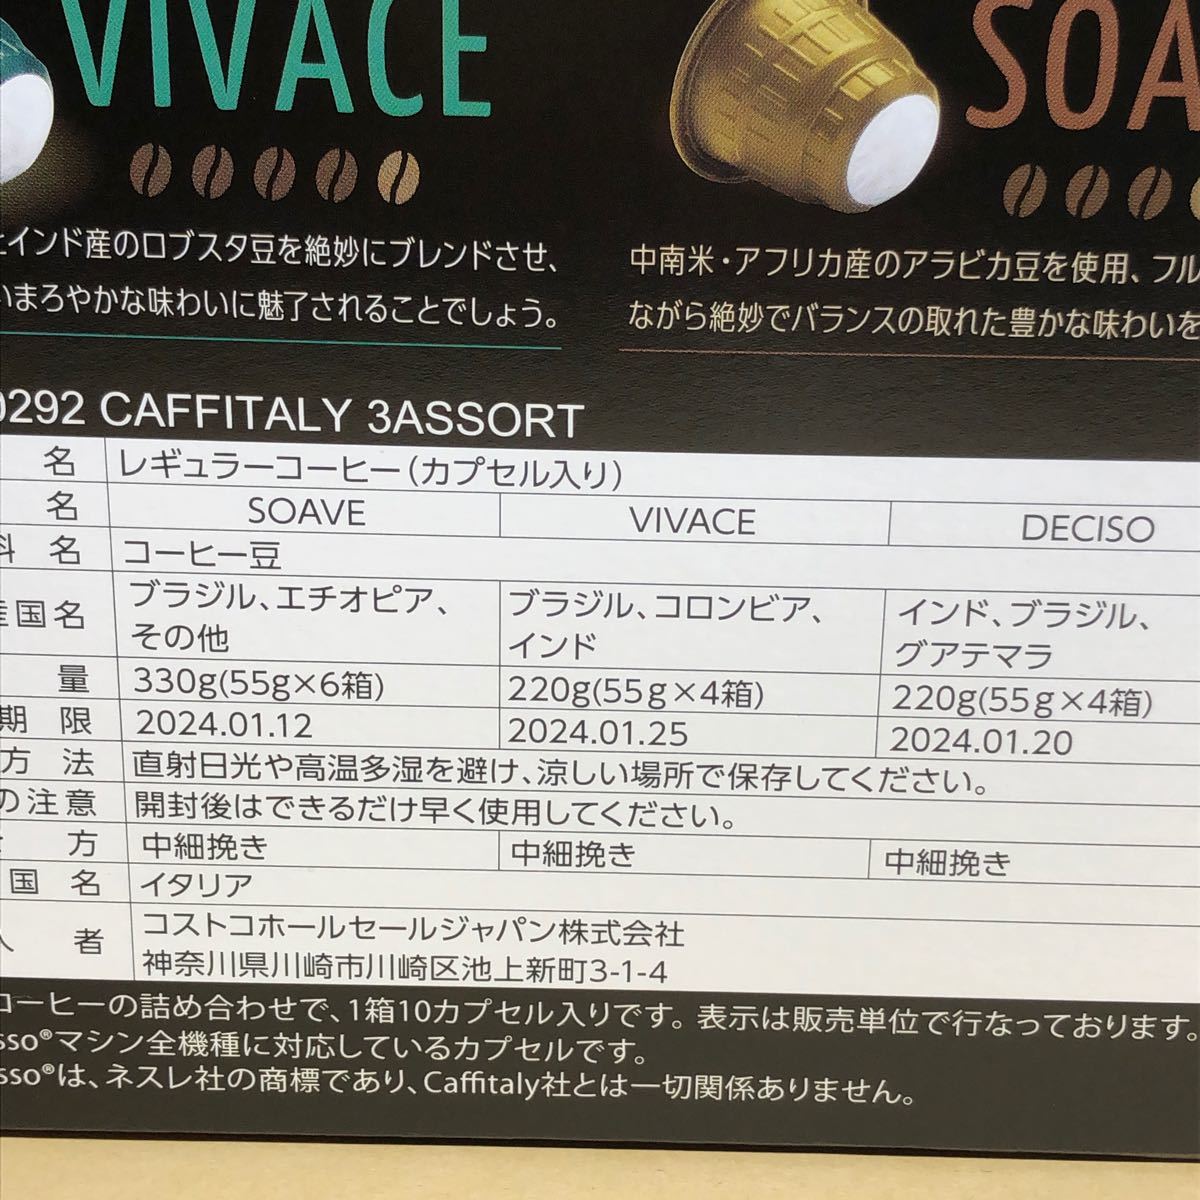 VIVACE
SOA
インド産のロブスタ豆を絶妙にブレンドさせ、
いまろやかな味わいに魅了されることでしょう。
中南米・アフリカ産のアラビカ豆を使用、フル
ながら絶妙でバランスの取れた豊かな味わいを
0292 CAFFITALY 3ASSORT
名 レギュラーコーヒー(カプセル入り)
名 SOAVE VIVACE DECISO
料名 コーヒー豆
産国名 ブラジル、エチオピア、その他 ブラジル、コロンビア、インド インド、ブラジル、グアテマラ
量 330g(55g×6箱) 220g(55g×4箱) 220g(55g×4箱)
期限 2024.01.12 2024.01.25 2024.01.20
方法 直射日光や高温多湿を避け、涼しい場所で保存してください。
の注意 開封後はできるだけ早く使用してください。
方 中細挽き 中細挽き 中細挽き
国名 イタリア
者 コストコホールセールジャパン株式会社
神奈川県川崎市川崎区池上新町3-1-4
コーヒーの詰め合わせで、1箱10カプセル入りです。表示は販売単位で行なっております。
sso®マシン全機種に対応しているカプセルです。
sso®は、ネスレ社の商標であり、Caffitaly社とは一切関係ありません。